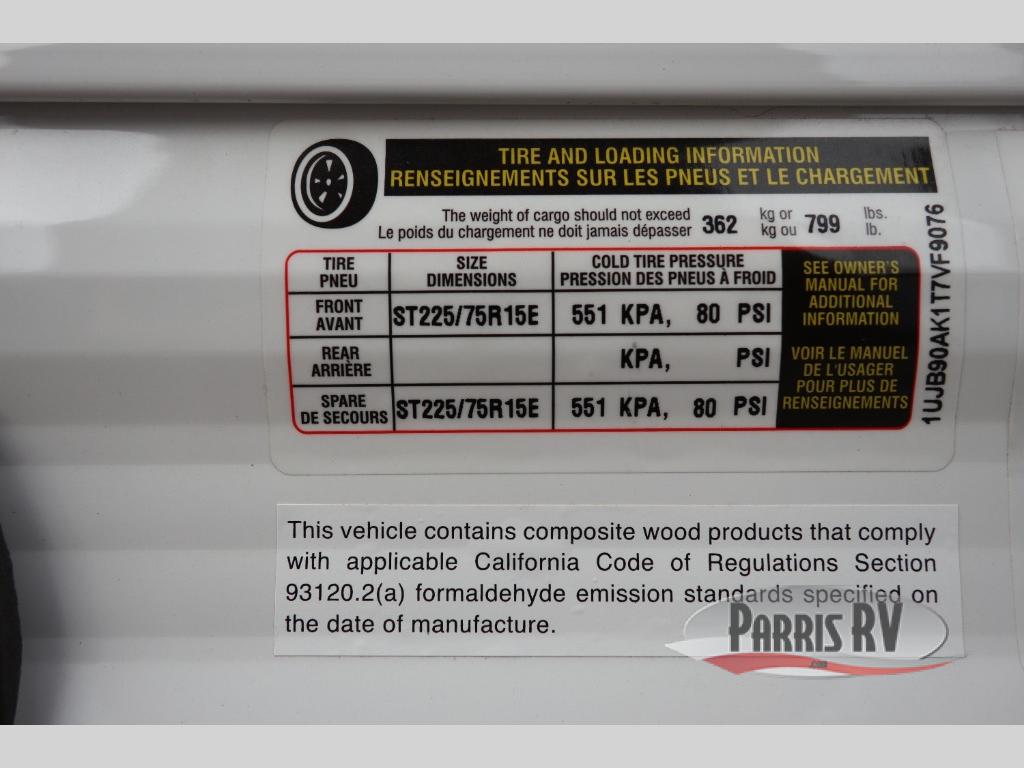 TIRE AND LOADING INFORMATION
RENSEIGNEMENTS SUR LES PNEUS ET LE CHARGEMENT
The weight of cargo should not exceed 362 kg or 799 lbs.
Le poids du chargement ne doit jamais dépasser kg ou lb.
TIRE PNEU
SIZE DIMENSIONS
COLD TIRE PRESSURE
PRESSION DES PNEUS À FROID
FRONT AVANT ST225/75R15E 551 KPA, 80 PSI
REAR ARRIÈRE KPA, PSI
SPARE DE SECOURS ST225/75R15E 551 KPA, 80 PSI
SEE OWNER'S
MANUAL FOR
ADDITIONAL
INFORMATION
VOIR LE MANUEL
DE L'USAGER
POUR PLUS DE
RENSEIGNEMENTS
1UJB90AK1T7VF9076
This vehicle contains composite wood products that comply
with applicable California Code of Regulations Section
93120.2(a) formaldehyde emission standards specified on
the date of manufacture.
PARRIS RV
.com